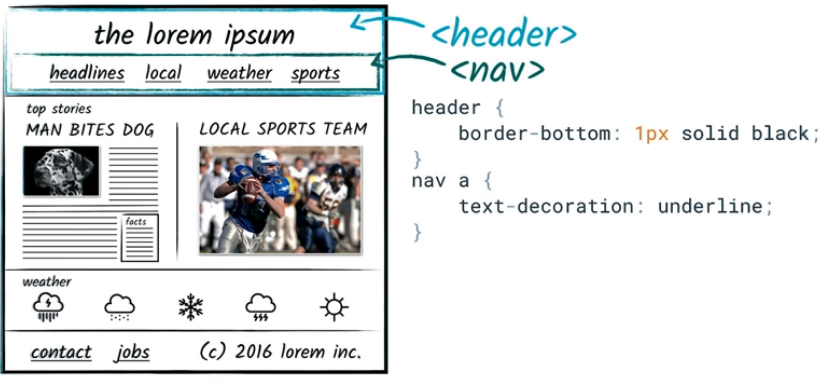 the lorem ipsum
<header>
headlines local weather sports
<nav>
top stories
MAN BITES DOG
LOCAL SPORTS TEAM
facts
weather
contact jobs (c) 2016 lorem inc.
header {
    border-bottom: 1px solid black;
}
nav a {
    text-decoration: underline;
}